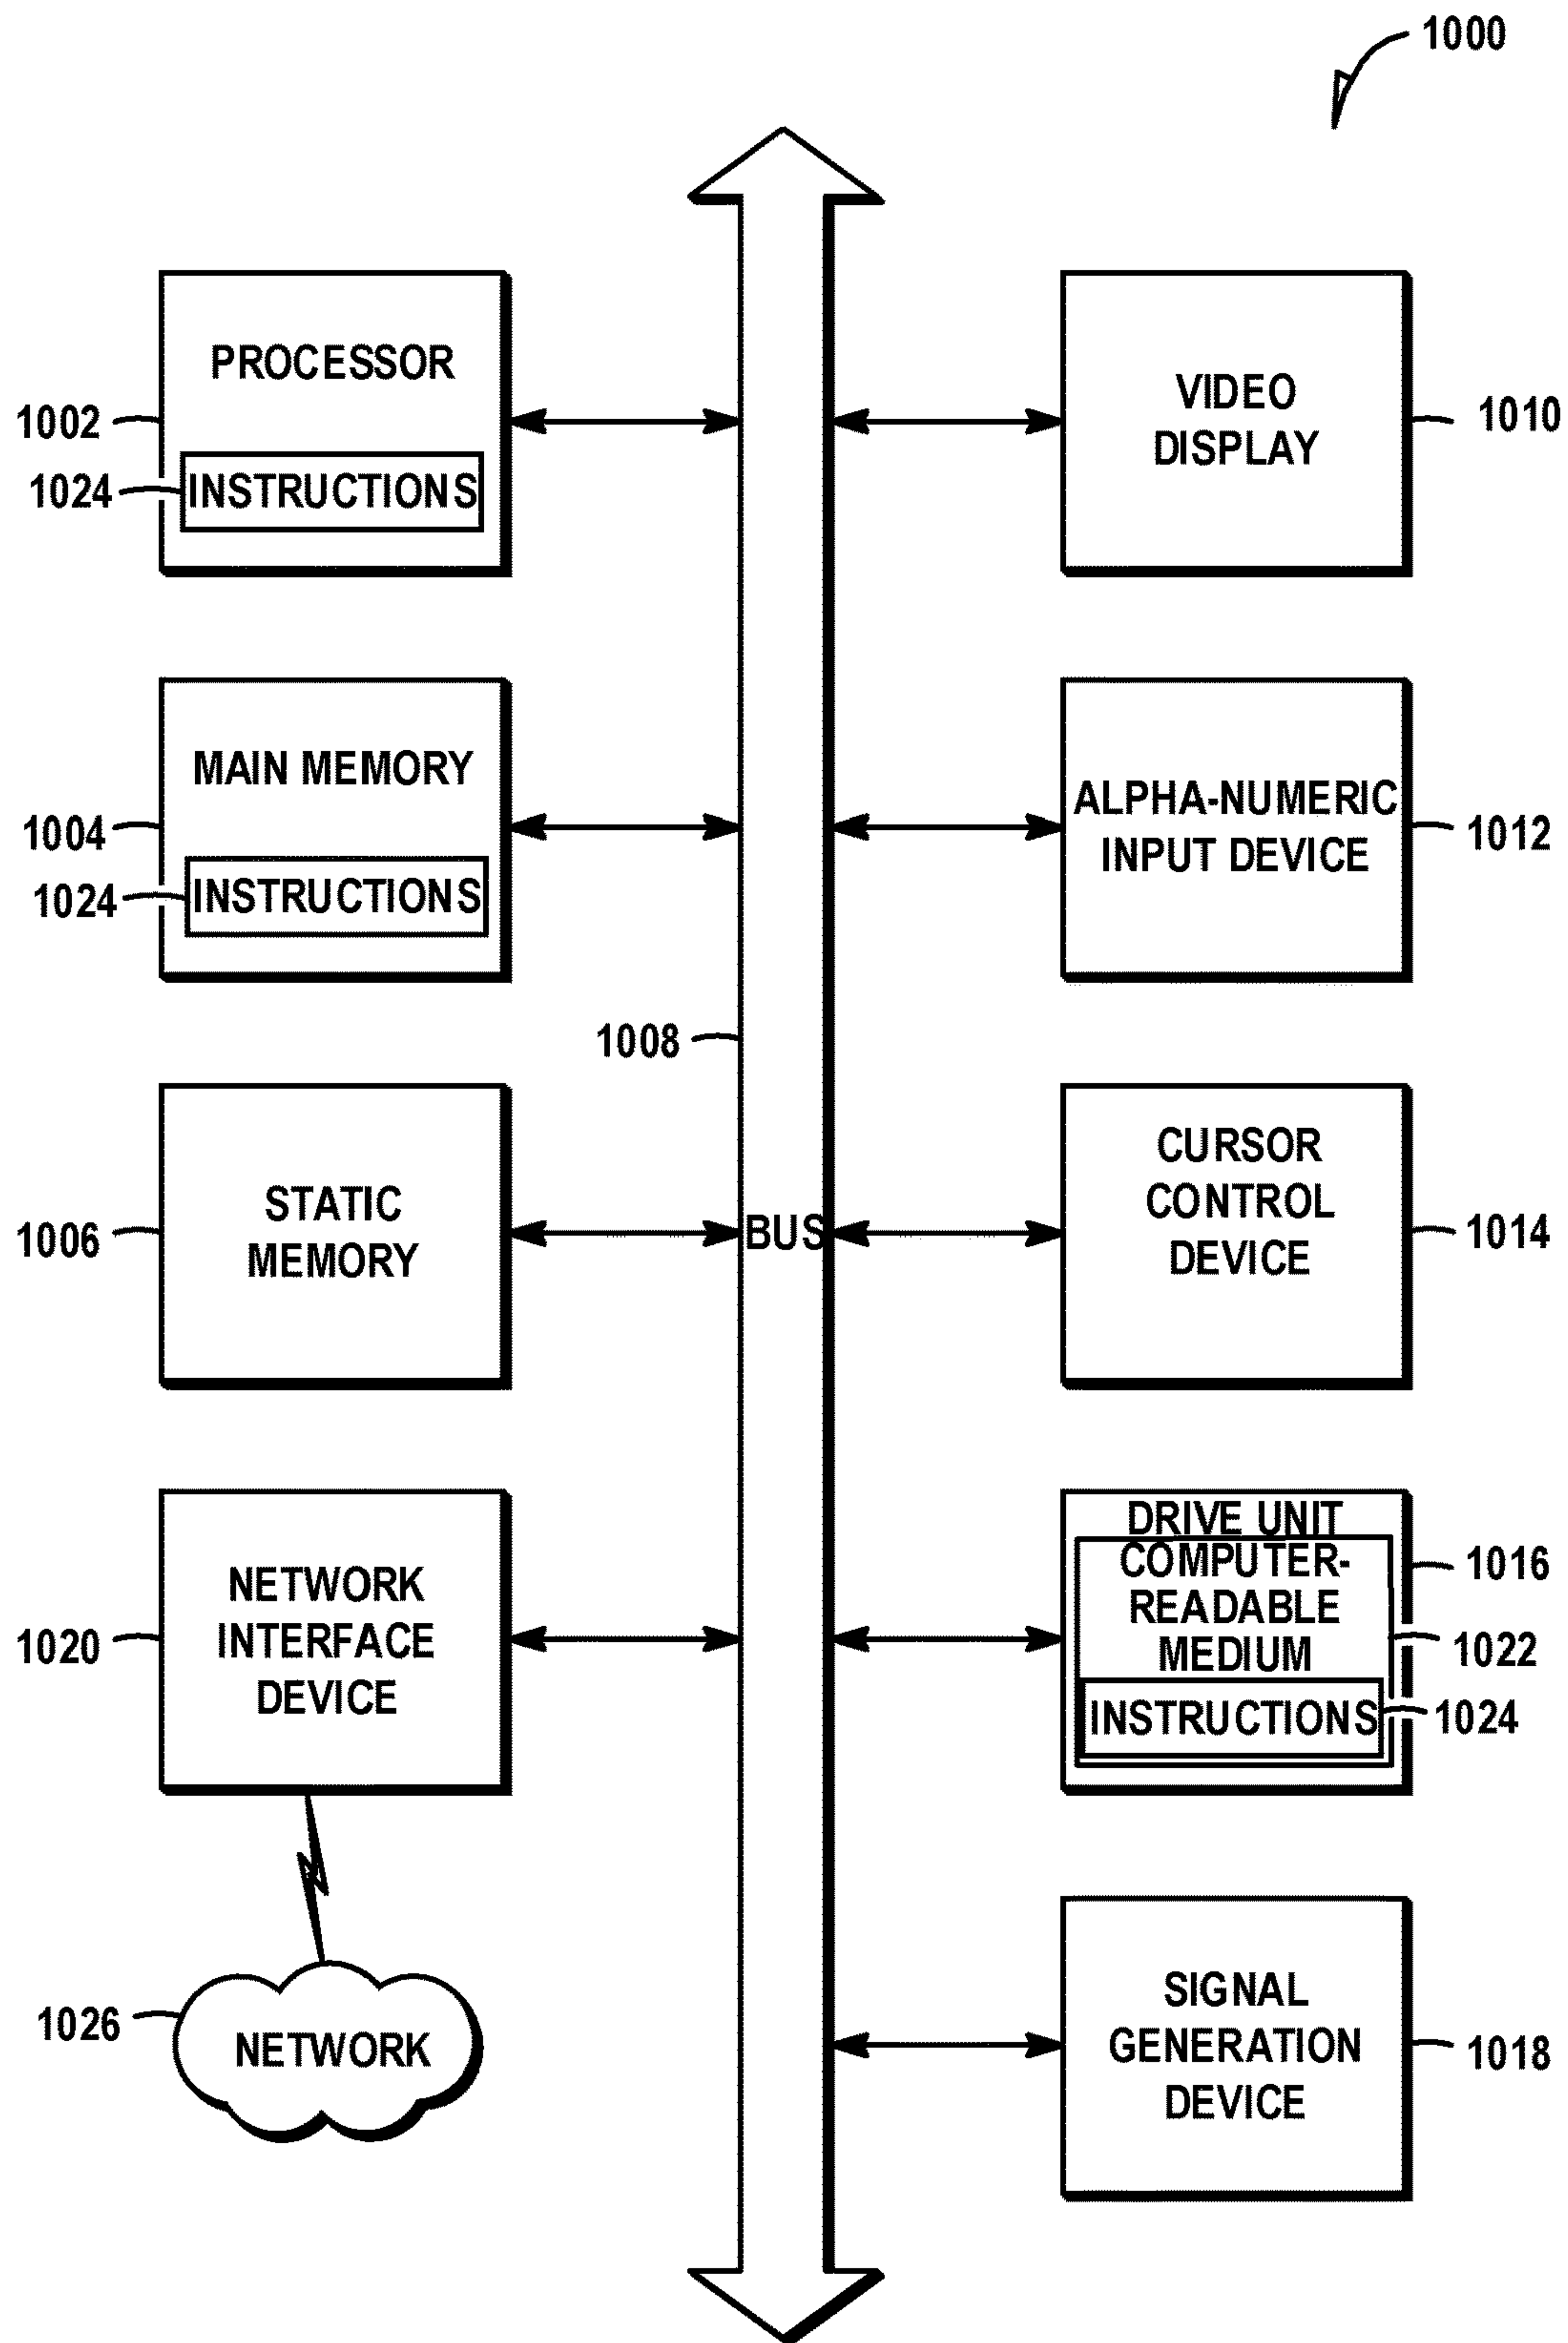 1000
PROCESSOR
1002
1024
INSTRUCTIONS
VIDEO
DISPLAY
1010
MAIN MEMORY
1004
1024
INSTRUCTIONS
ALPHA-NUMERIC
INPUT DEVICE
1012
1008
STATIC
MEMORY
1006
BUS
CURSOR
CONTROL
DEVICE
1014
NETWORK
INTERFACE
DEVICE
1020
DRIVE UNIT
COMPUTER-
READABLE
MEDIUM
INSTRUCTIONS
1016
1022
1024
1026
NETWORK
SIGNAL
GENERATION
DEVICE
1018